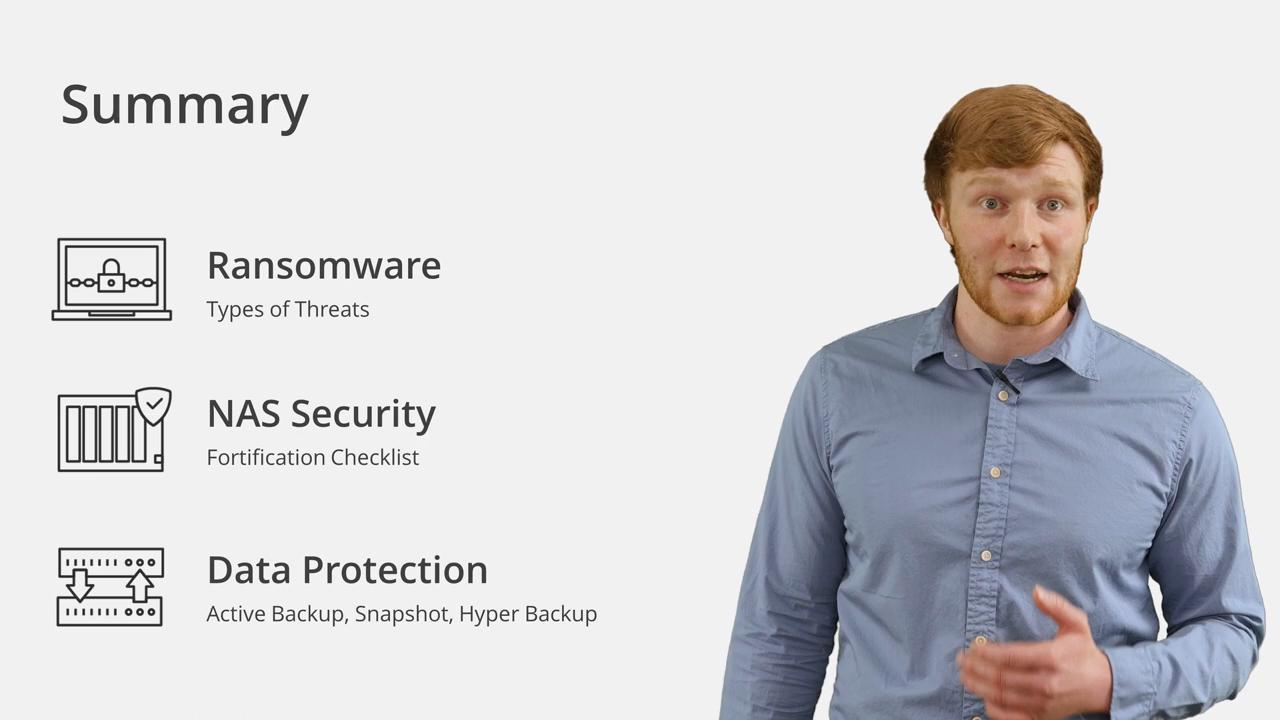 Summary
Ransomware
Types of Threats
NAS Security
Fortification Checklist
Data Protection
Active Backup, Snapshot, Hyper Backup